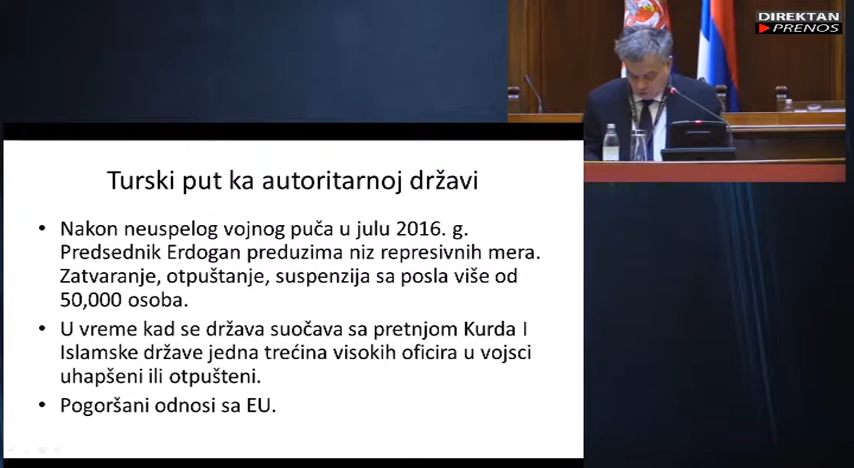 DIREKTAN
PRENOS
Turski put ka autoritarnoj državi
• Nakon neuspelog vojnog puča u julu 2016. g.
Predsednik Erdogan preduzima niz represivnih mera.
Zatvaranje, otpuštanje, suspenzija sa posla više od
50,000 osoba.
• U vreme kad se država suočava sa pretnjom Kurda I
Islamske države jedna trećina visokih oficira u vojsci
uhapšeni ili otpušteni.
• Pogoršani odnosi sa EU.